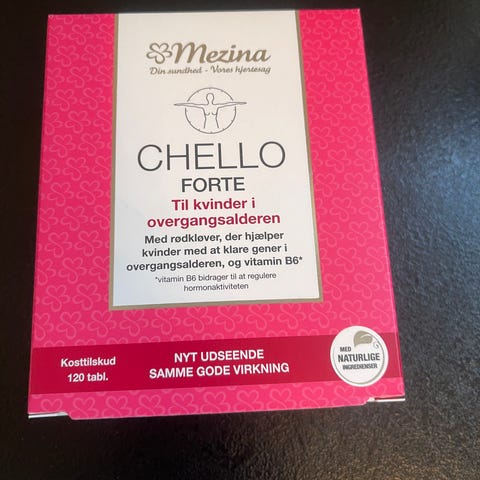 Mezina
Din sundhed - Vores hjertesag
CHELLO
FORTE
Til kvinder i
overgangsalderen
Med rødkløver, der hjælper
kvinder med at klare gener i
overgangsalderen, og vitamin B6*
*vitamin B6 bidrager til at regulere
hormonaktiviteten
Kosttilskud
120 tabl.
NYT UDSEENDE
SAMME GODE VIRKNING
MED
NATURLIGE
INGREDIENSER